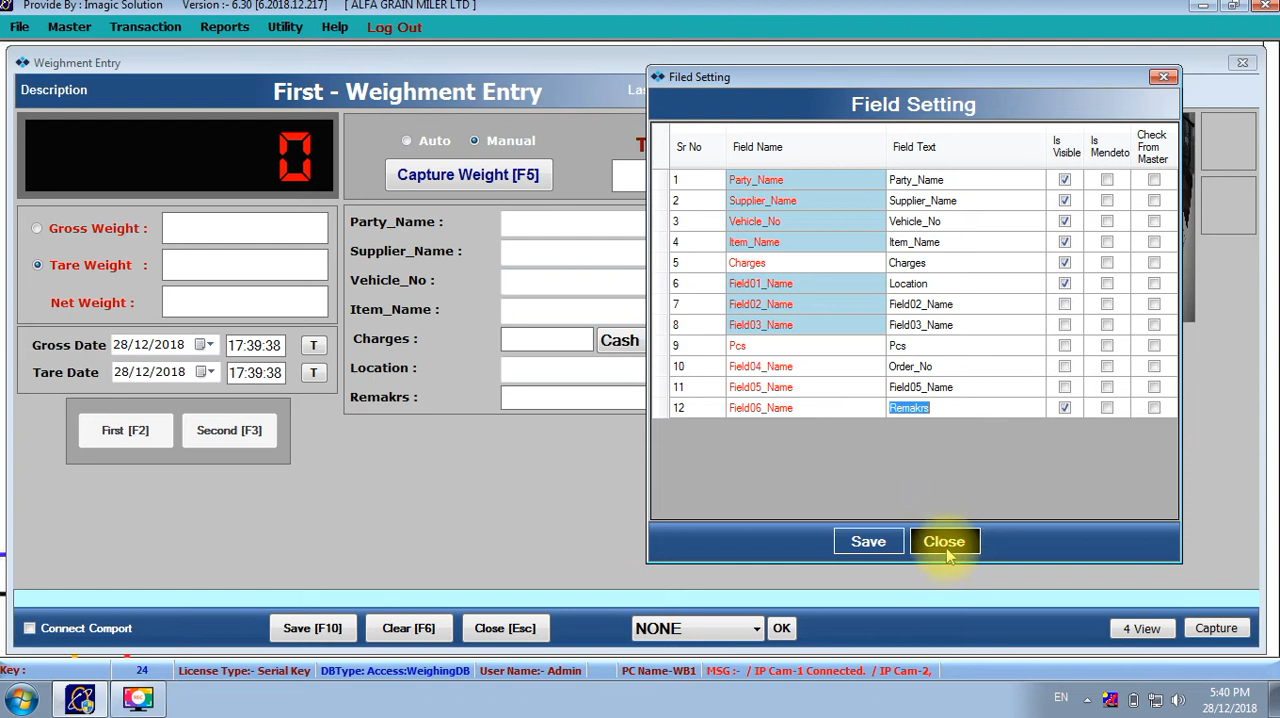 Provide By : Imagic Solution Version :- 6.30 [6.2018.12.217] [ ALFA GRAIN MILER LTD ]
File Master Transaction Reports Utility Help Log Out
Weighment Entry
Description First - Weighment Entry La
0
Auto Manual T
Capture Weight [F5]
Gross Weight :
Tare Weight :
Net Weight :
Gross Date 28/12/2018 17:39:38 T
Tare Date 28/12/2018 17:39:38 T
First [F2] Second [F3]
Party_Name :
Supplier_Name :
Vehicle_No :
Item_Name :
Charges : Cash
Location :
Remakrs :
Filed Setting
Field Setting
Sr No Field Name Field Text Is Visible Is Mendeto Check From Master
1 Party_Name Party_Name
2 Supplier_Name Supplier_Name
3 Vehicle_No Vehicle_No
4 Item_Name Item_Name
5 Charges Charges
6 Field01_Name Location
7 Field02_Name Field02_Name
8 Field03_Name Field03_Name
9 Pcs Pcs
10 Field04_Name Order_No
11 Field05_Name Field05_Name
12 Field06_Name Remakrs
Save Close
Connect Comport Save [F10] Clear [F6] Close [Esc] NONE OK 4 View Capture
Key : 24 License Type:- Serial Key DBType: Access:WeighingDB User Name:- Admin PC Name-WB1 MSG :- / IP Cam-1 Connected. / IP Cam-2,
EN 5:40 PM
28/12/2018